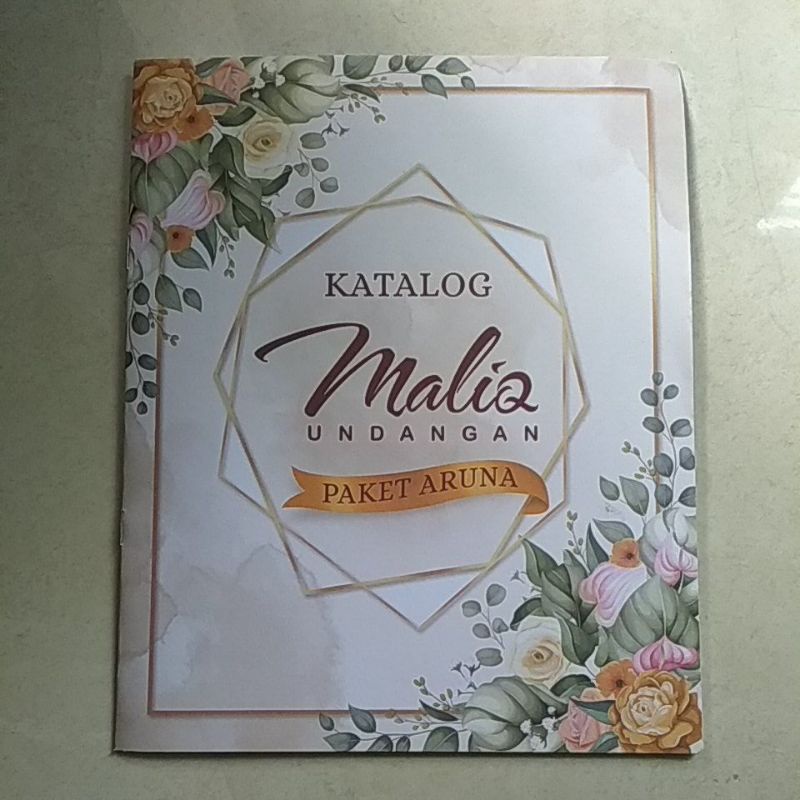 KATALOG
Maliq
UNDANGAN
PAKET ARUNA